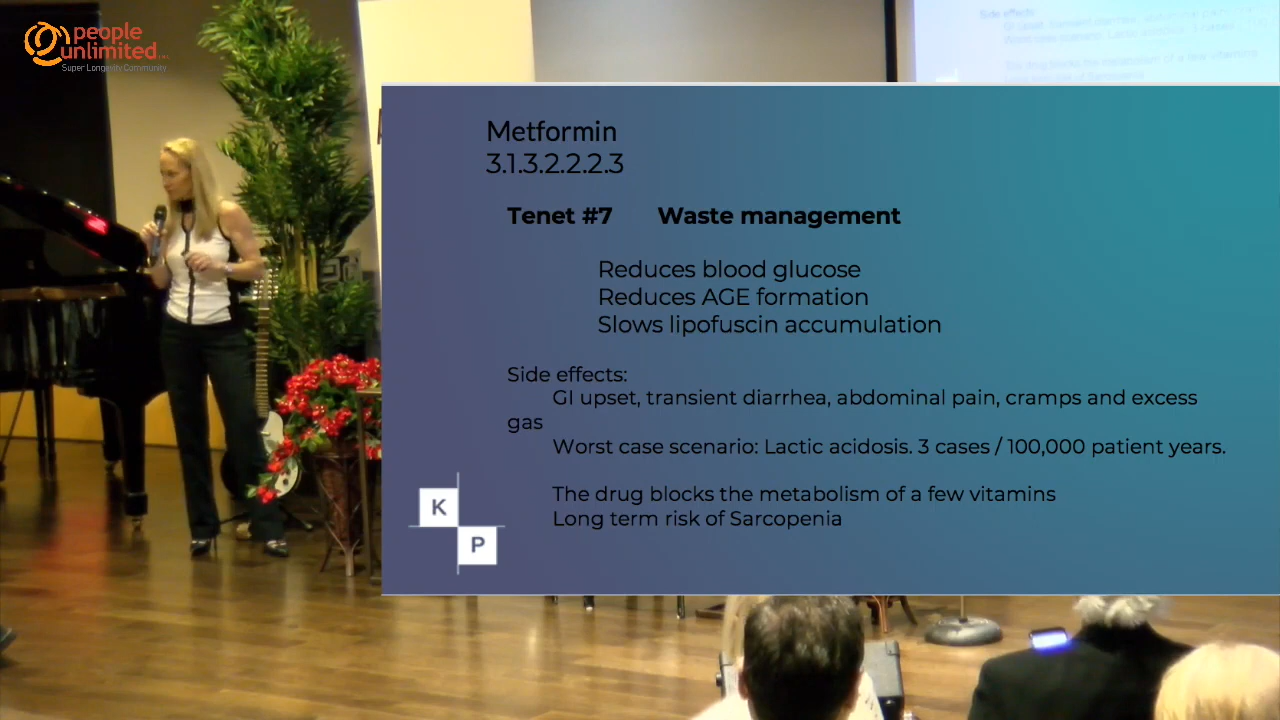 people
unlimited INC.
Super Longevity Community
Side effects:
Metformin
3.1.3.2.2.2.3
Tenet #7 Waste management
Reduces blood glucose
Reduces AGE formation
Slows lipofuscin accumulation
Side effects:
GI upset, transient diarrhea, abdominal pain, cramps and excess
gas
Worst case scenario: Lactic acidosis. 3 cases / 100,000 patient years.
The drug blocks the metabolism of a few vitamins
Long term risk of Sarcopenia
K
P